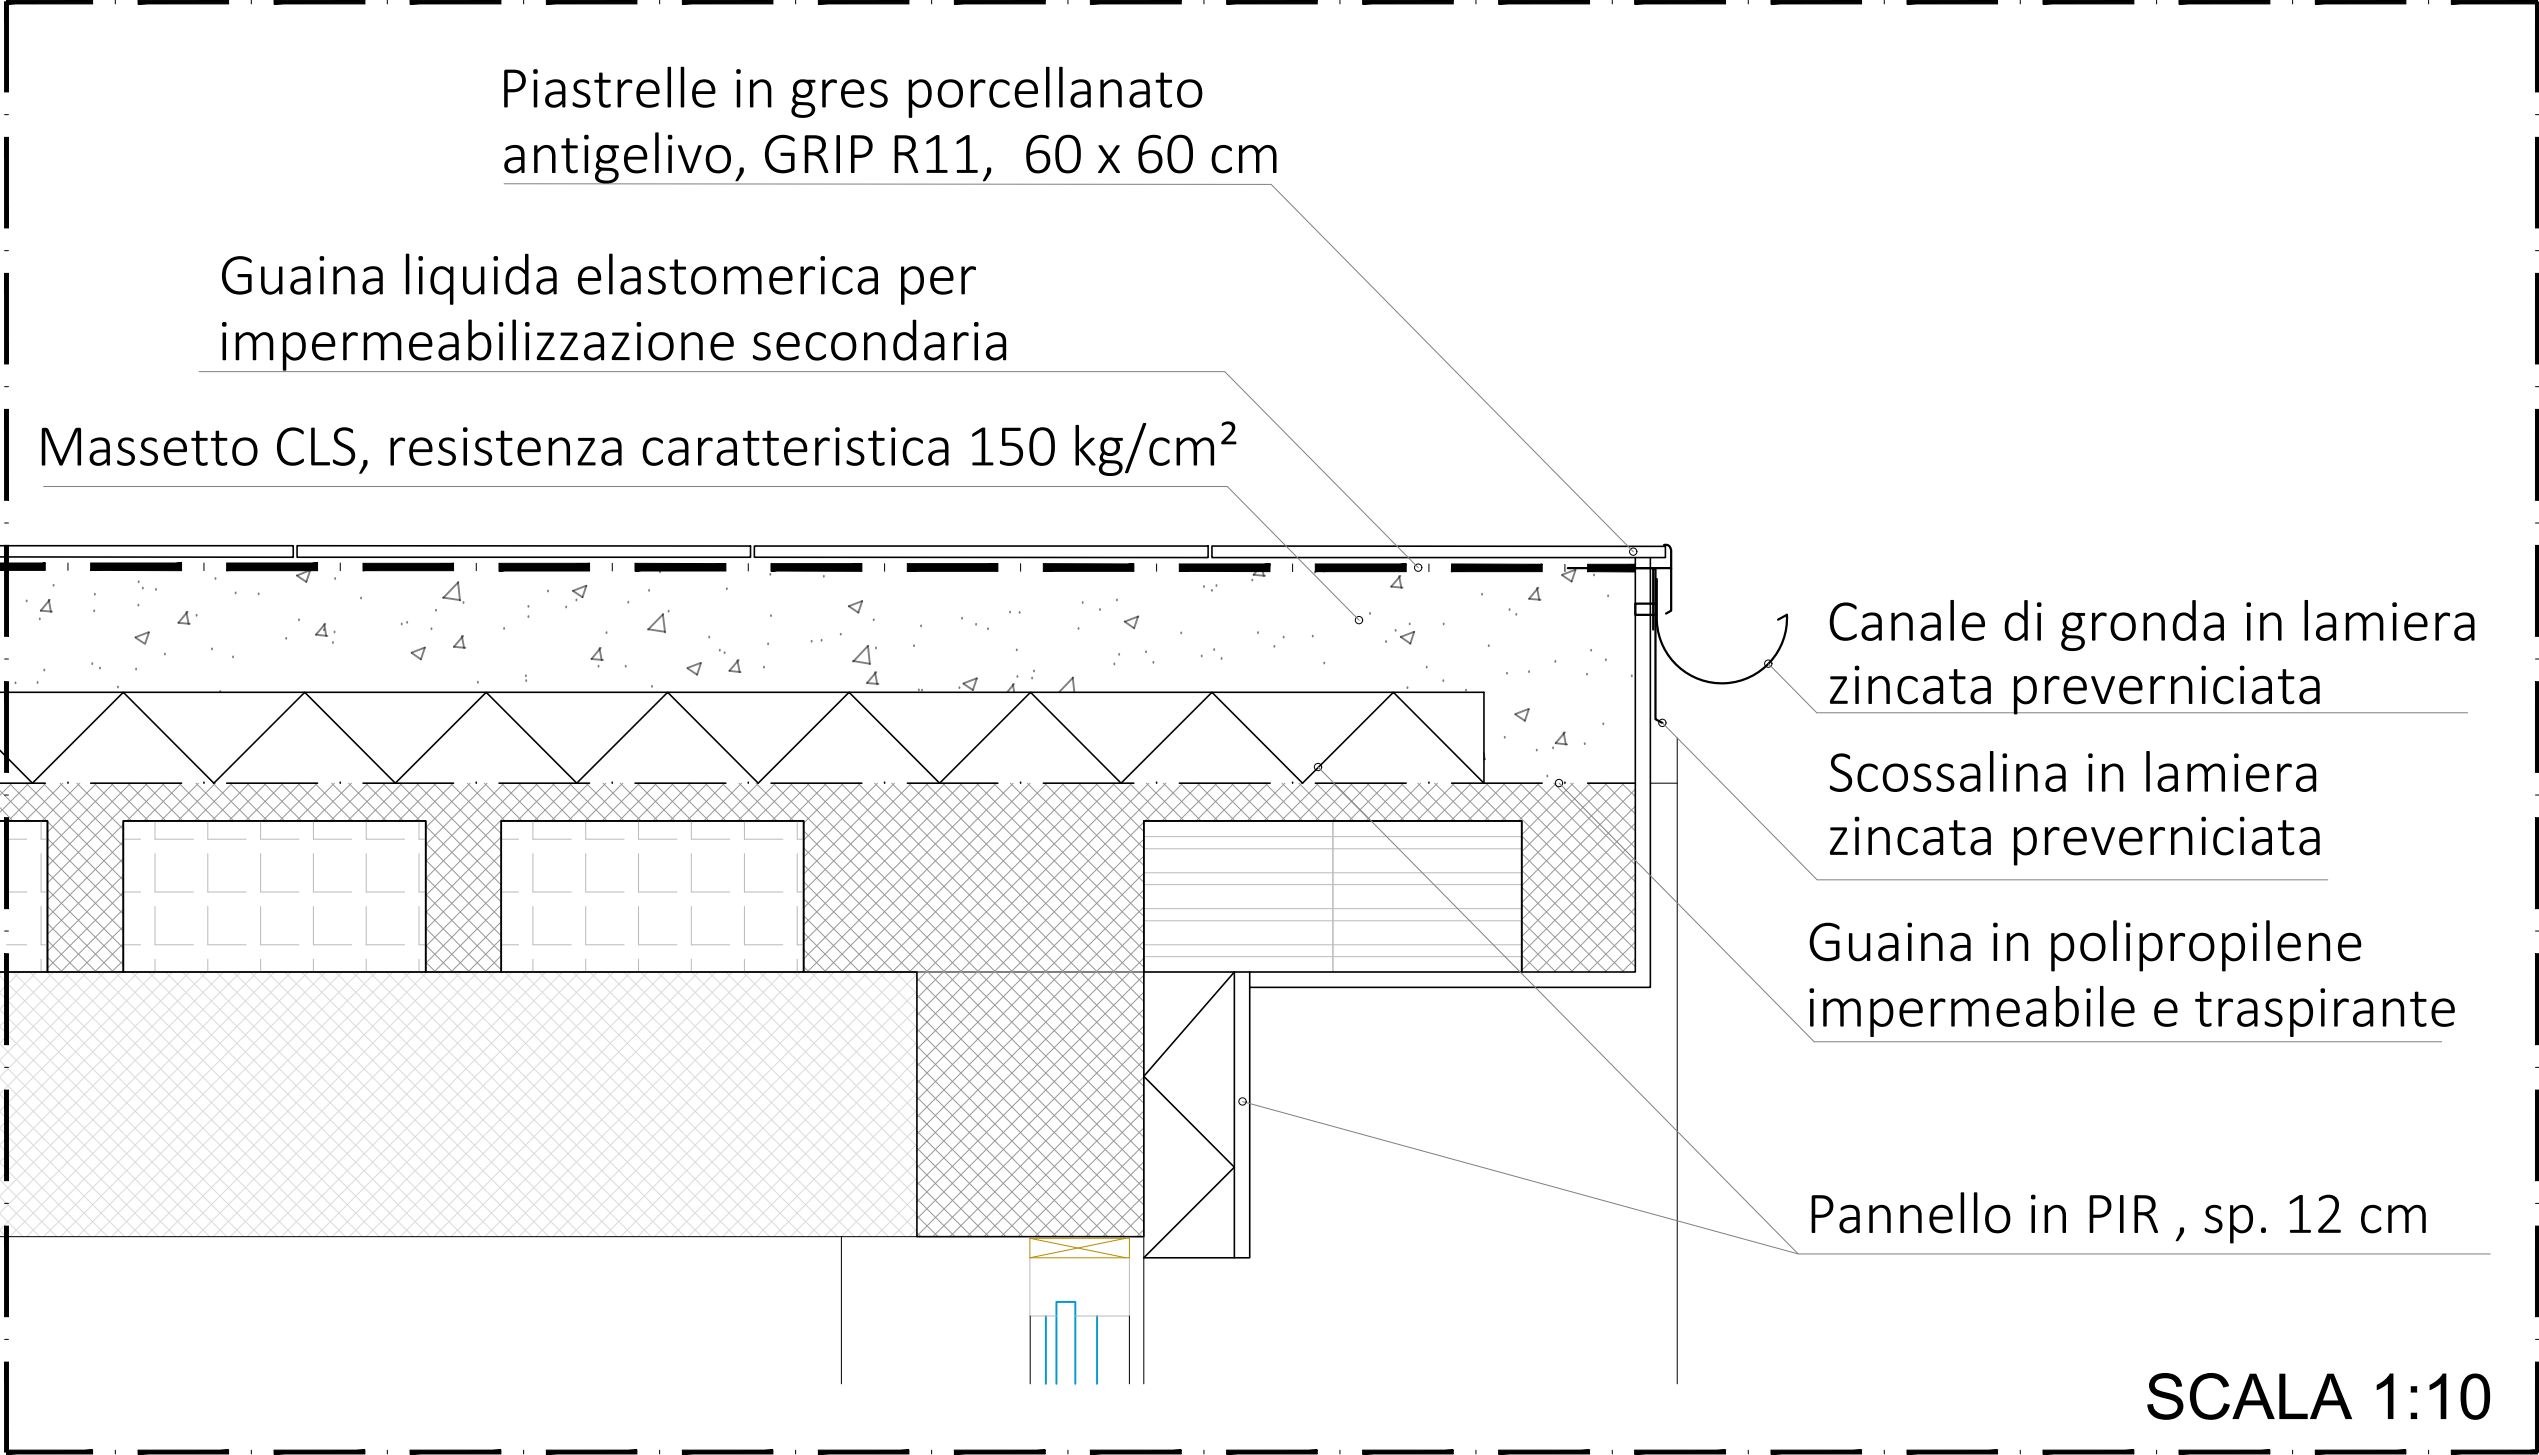 Piastrelle in gres porcellanato
antigelivo, GRIP R11, 60 x 60 cm
Guaina liquida elastomerica per
impermeabilizzazione secondaria
Massetto CLS, resistenza caratteristica 150 kg/cm²
Canale di gronda in lamiera
zincata preverniciata
Scossalina in lamiera
zincata preverniciata
Guaina in polipropilene
impermeabile e traspirante
Pannello in PIR , sp. 12 cm
SCALA 1:10